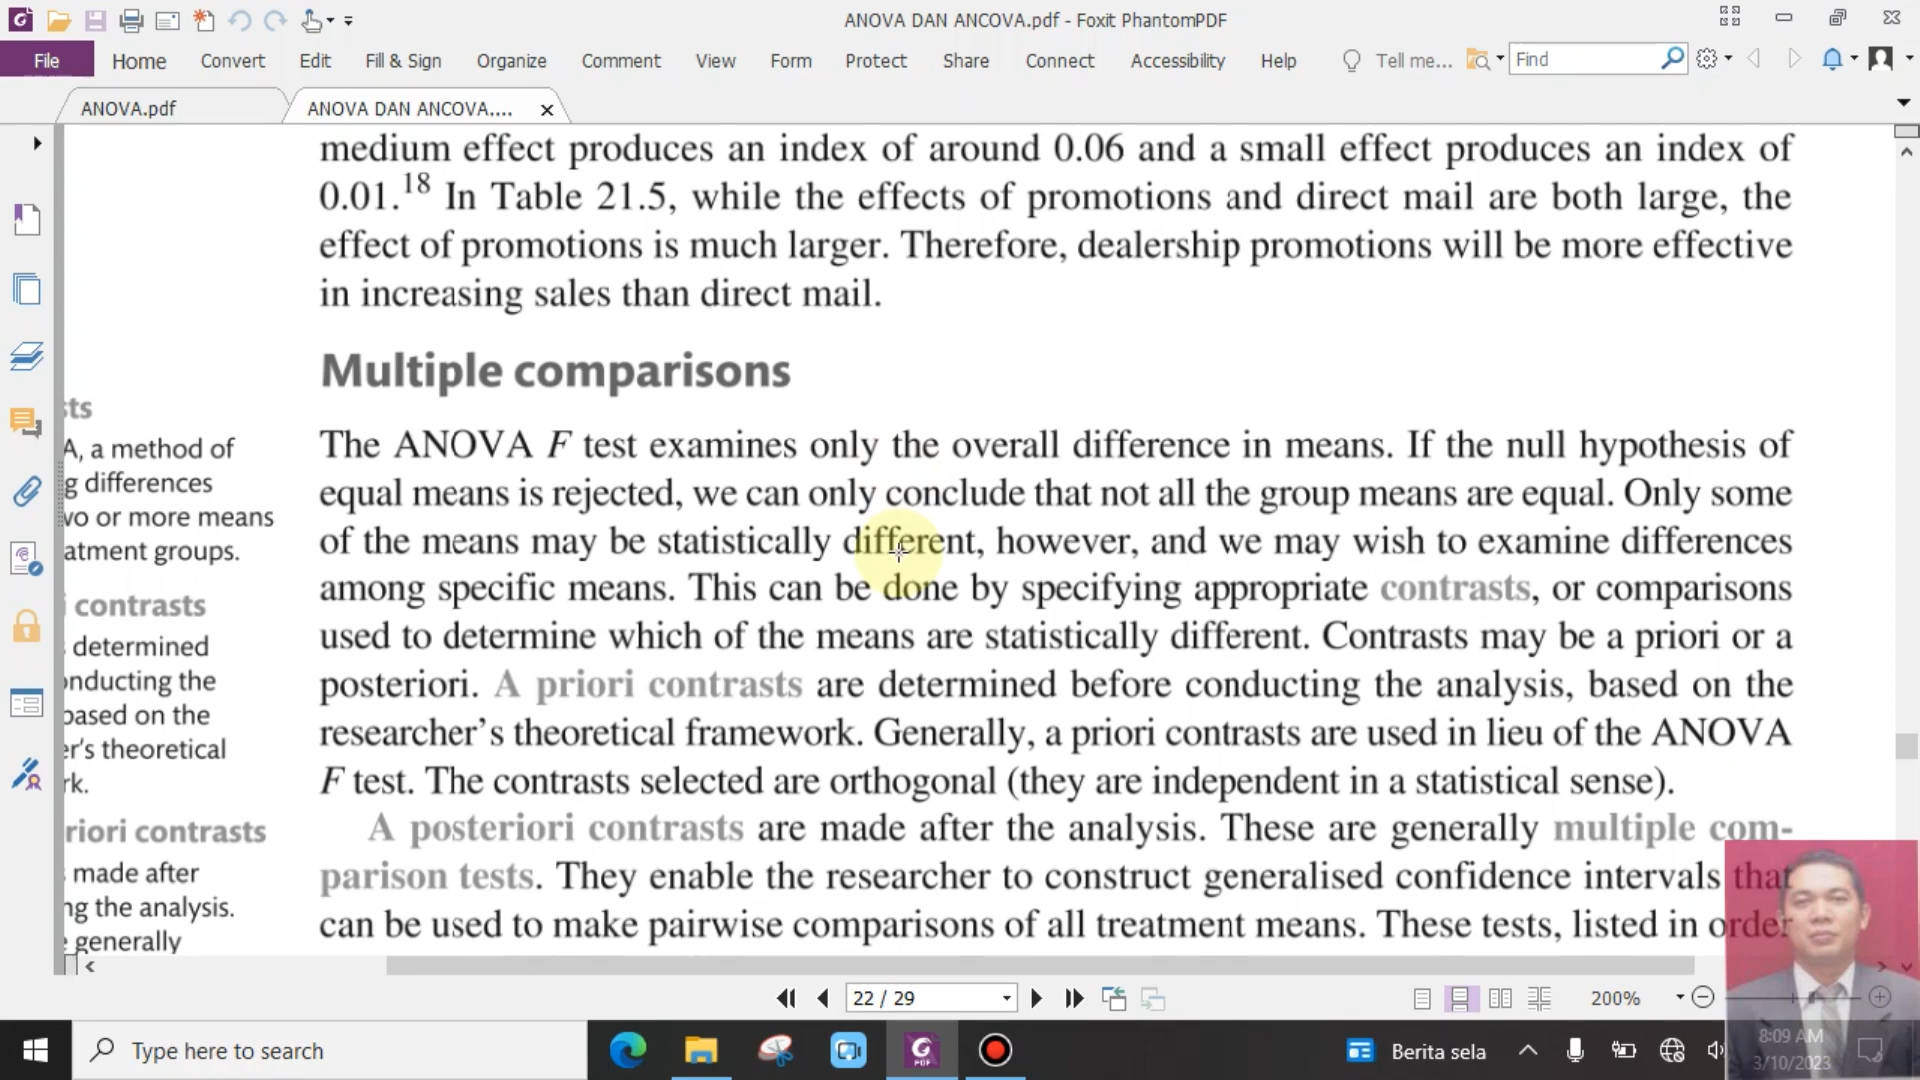 ANOVA DAN ANCOVA.pdf - Foxit PhantomPDF
File Home Convert Edit Fill & Sign Organize Comment View Form Protect Share Connect Accessibility Help Tell me... Find
ANOVA.pdf ANOVA DAN ANCOVA....
medium effect produces an index of around 0.06 and a small effect produces an index of
0.01.18 In Table 21.5, while the effects of promotions and direct mail are both large, the
effect of promotions is much larger. Therefore, dealership promotions will be more effective
in increasing sales than direct mail.
Multiple comparisons
The ANOVA F test examines only the overall difference in means. If the null hypothesis of
equal means is rejected, we can only conclude that not all the group means are equal. Only some
of the means may be statistically different, however, and we may wish to examine differences
among specific means. This can be done by specifying appropriate contrasts, or comparisons
used to determine which of the means are statistically different. Contrasts may be a priori or a
posteriori. A priori contrasts are determined before conducting the analysis, based on the
researcher's theoretical framework. Generally, a priori contrasts are used in lieu of the ANOVA
F test. The contrasts selected are orthogonal (they are independent in a statistical sense).
A posteriori contrasts are made after the analysis. These are generally multiple com-
parison tests. They enable the researcher to construct generalised confidence intervals that
can be used to make pairwise comparisons of all treatment means. These tests, listed in order
sts
A, a method of
g differences
wo or more means
atment groups.
i contrasts
determined
onducting the
based on the
er's theoretical
rk.
riori contrasts
made after
ng the analysis.
generally
22 / 29
200%
Type here to search
Berita sela
8:09 AM
3/10/2023